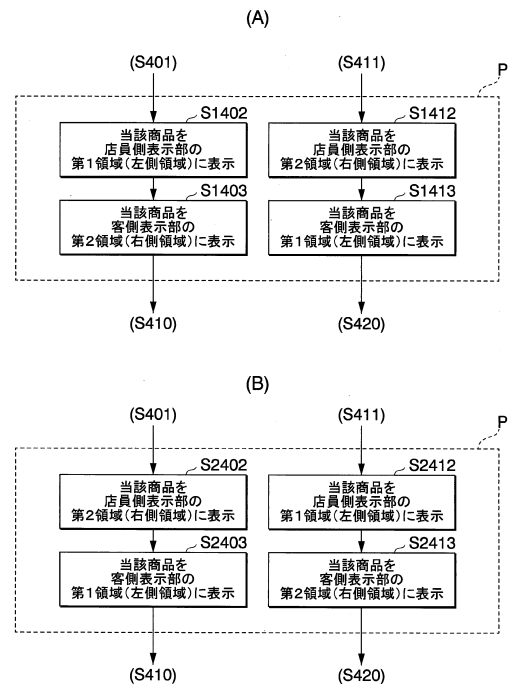 (A)
(S401)
(S411)
P
S1402
S1412
当該商品を
店員側表示部の
第1領域(左側領域)に表示
当該商品を
店員側表示部の
第2領域(右側領域)に表示
S1403
S1413
当該商品を
客側表示部の
第2領域(右側領域)に表示
当該商品を
客側表示部の
第1領域(左側領域)に表示
(S410)
(S420)
(B)
(S401)
(S411)
P
S2402
S2412
当該商品を
店員側表示部の
第2領域(右側領域)に表示
当該商品を
店員側表示部の
第1領域(左側領域)に表示
S2403
S2413
当該商品を
客側表示部の
第1領域(左側領域)に表示
当該商品を
客側表示部の
第2領域(右側領域)に表示
(S410)
(S420)